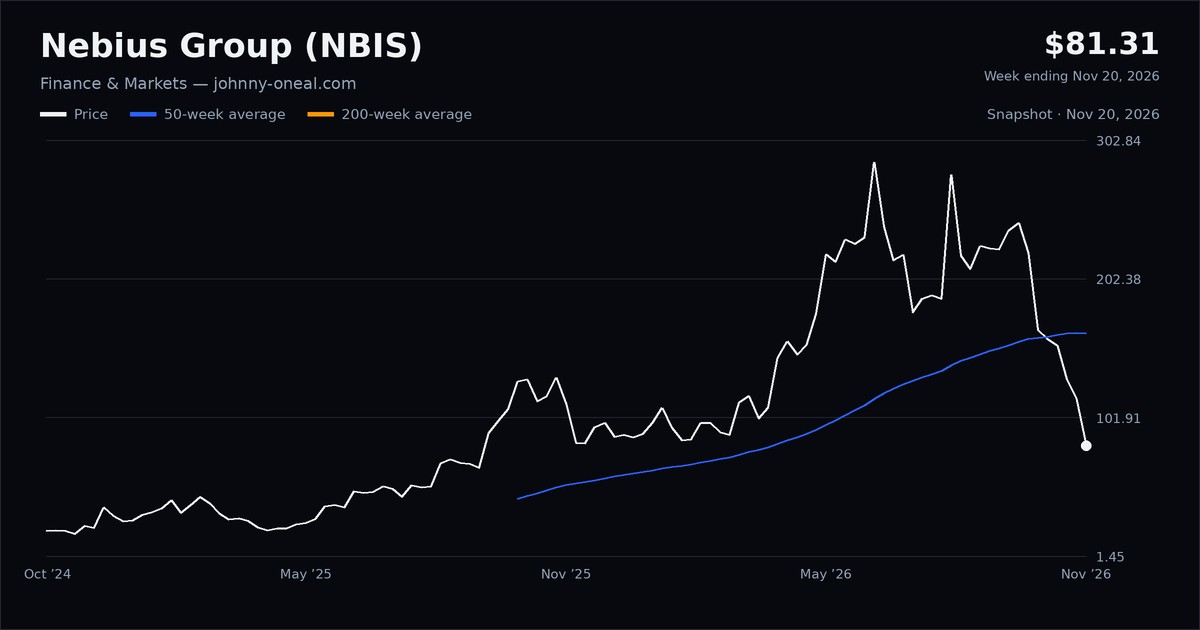 Nebius Group (NBIS)
$81.31
Finance & Markets — johnny-oneal.com
Week ending Nov 20, 2026
Price
50-week average
200-week average
Snapshot · Nov 20, 2026
302.84
202.38
101.91
1.45
Oct ’24
May ’25
Nov ’25
May ’26
Nov ’26